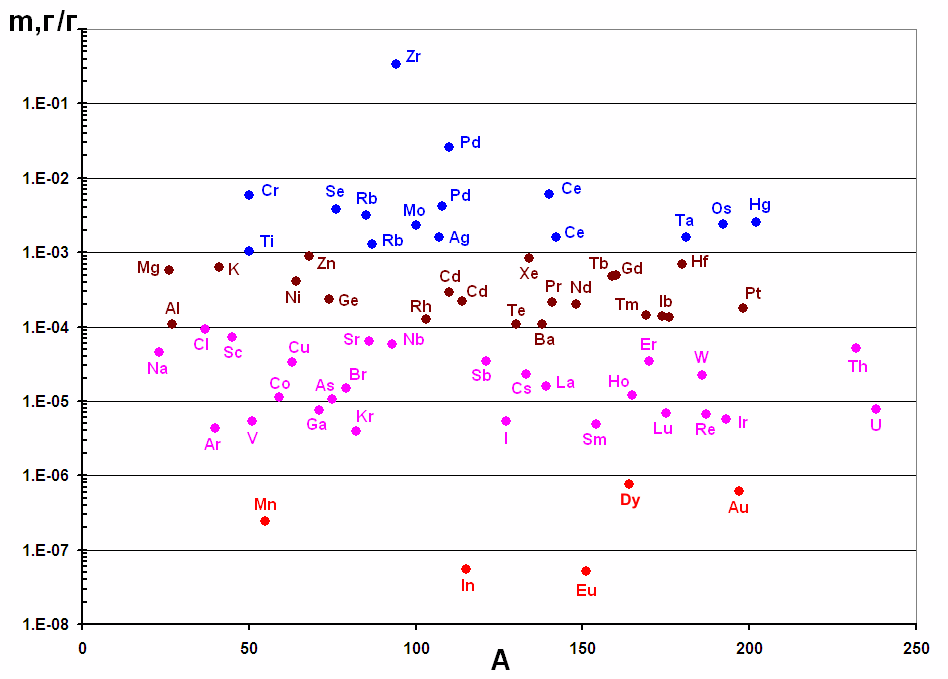 m,г/г
Zr
1.E-01
Pd
1.E-02
Cr
Se
Rb
Mo
Pd
Ce
Ti
Rb
Ag
Ce
Ta
Os
Hg
1.E-03
Mg
K
Zn
Ni
Ge
Al
Cd
Cd
Rh
Xe
Te
Ba
Pr
Nd
Tb
Gd
Tm
Ib
Hf
Pt
1.E-04
Na
Cl
Sc
Cu
Co
Sr
Nb
As
Br
Sb
Cs
La
Er
W
Ho
Th
1.E-05
Ar
V
Ga
Kr
I
Sm
Lu
Re
Ir
U
1.E-06
Mn
Dy
Au
1.E-07
In
Eu
1.E-08
0 50 100 150 200 250
A